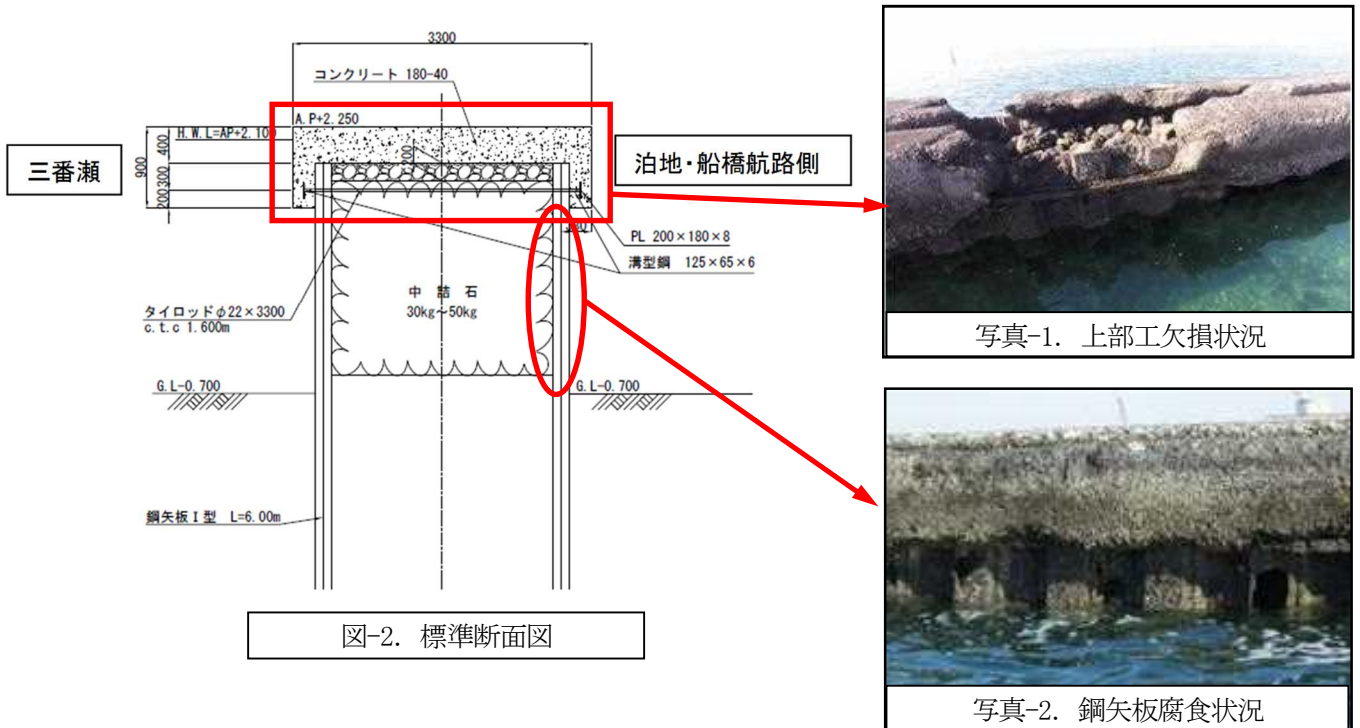 3300
コンクリート 180-40
A.P+2.250
H.W.L=AP+2.100
900
400
300
200
200
三番瀬
泊地・船橋航路側
PL 200×180×8
溝型鋼 125×65×6
中詰石
30kg～50kg
タイロッドφ22×3300
c.t.c 1.600m
G.L-0.700
G.L-0.700
鋼矢板Ⅰ型 L=6.00m
図-2. 標準断面図
写真-1. 上部工欠損状況
写真-2. 鋼矢板腐食状況